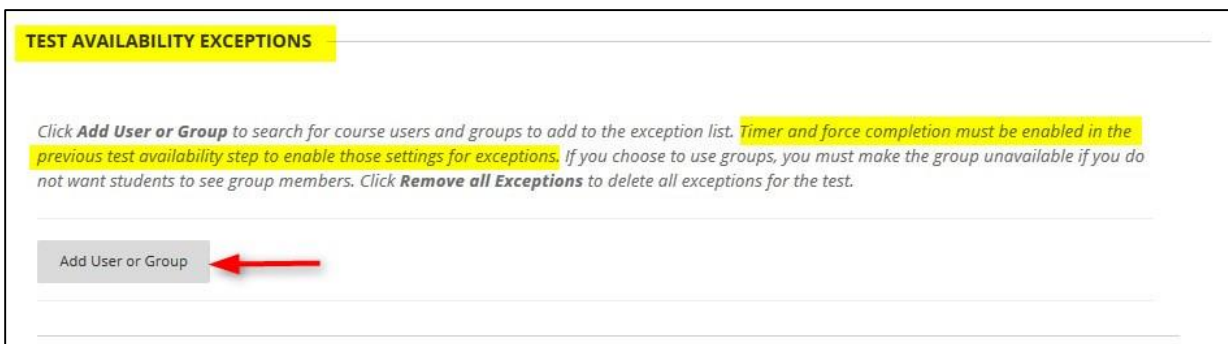 TEST AVAILABILITY EXCEPTIONS
Click Add User or Group to search for course users and groups to add to the exception list. Timer and force completion must be enabled in the
previous test availability step to enable those settings for exceptions. If you choose to use groups, you must make the group unavailable if you do
not want students to see group members. Click Remove all Exceptions to delete all exceptions for the test.
Add User or Group